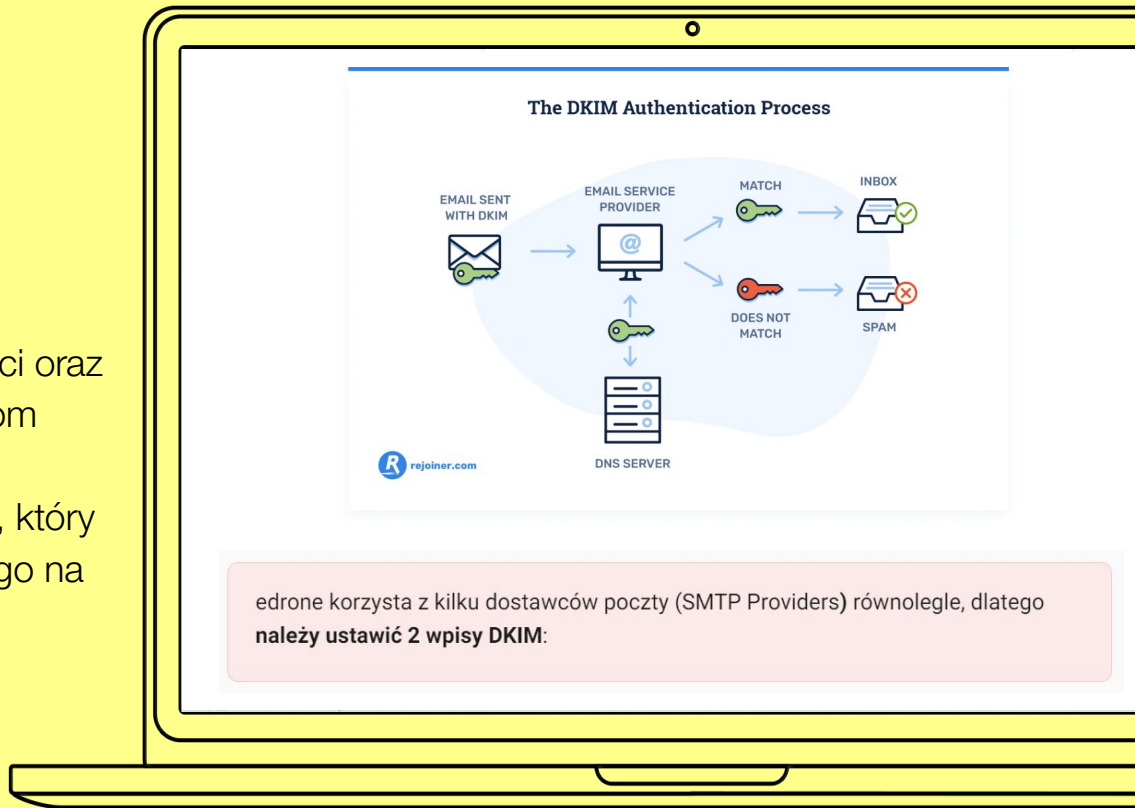 ci oraz
om
, który
go na
The DKIM Authentication Process
EMAIL SENT
WITH DKIM
EMAIL SERVICE
PROVIDER
@
MATCH
INBOX
DOES NOT
MATCH
SPAM
DNS SERVER
R rejoiner.com
edrone korzysta z kilku dostawców poczty (SMTP Providers) równolegle, dlatego
należy ustawić 2 wpisy DKIM: